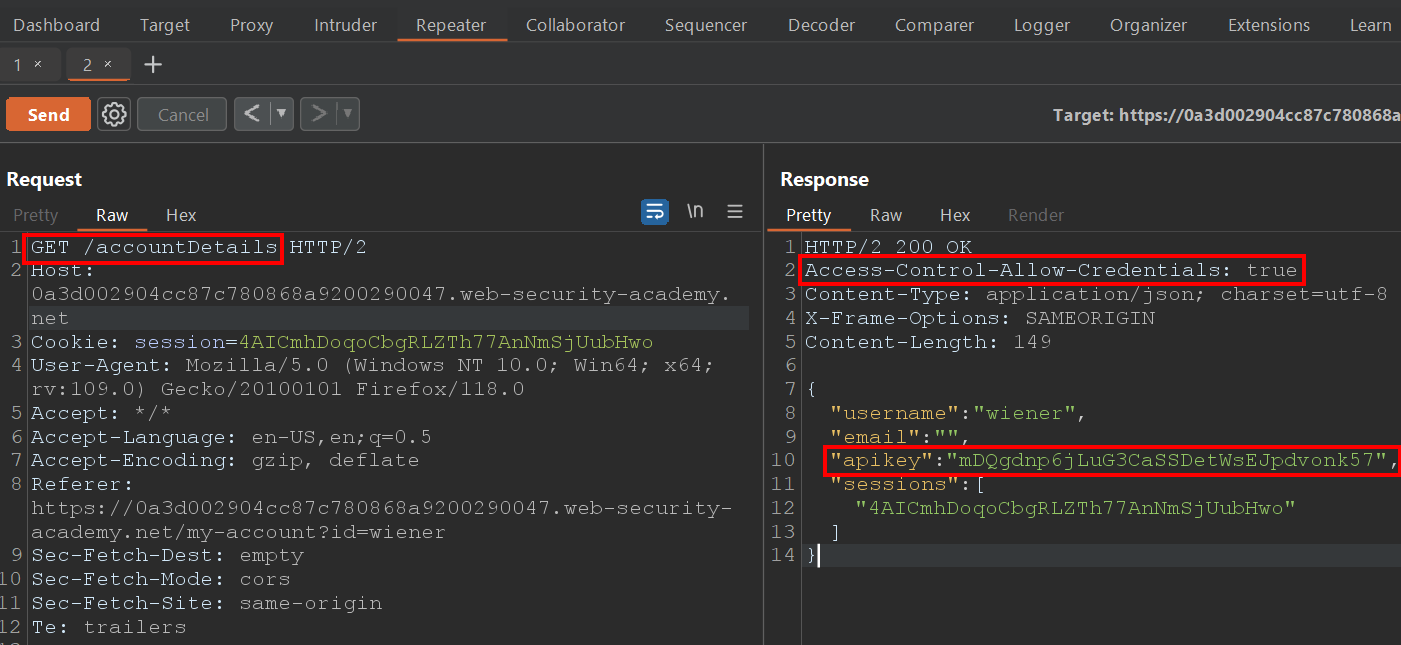 Dashboard Target Proxy Intruder Repeater Collaborator Sequencer Decoder Comparer Logger Organizer Extensions Learn
1 × 2 × +
Send Cancel < ▼ > ▼ Target: https://0a3d002904cc87c780868a
Request
Pretty Raw Hex \n
1 GET /accountDetails HTTP/2
2 Host:
0a3d002904cc87c780868a9200290047.web-security-academy.
net
3 Cookie: session=4AICmhDoqoCbgRLZTh77AnNmSjUubHwo
4 User-Agent: Mozilla/5.0 (Windows NT 10.0; Win64; x64;
rv:109.0) Gecko/20100101 Firefox/118.0
5 Accept: */*
6 Accept-Language: en-US,en;q=0.5
7 Accept-Encoding: gzip, deflate
8 Referer:
https://0a3d002904cc87c780868a9200290047.web-security-
academy.net/my-account?id=wiener
9 Sec-Fetch-Dest: empty
10 Sec-Fetch-Mode: cors
11 Sec-Fetch-Site: same-origin
12 Te: trailers
Response
Pretty Raw Hex Render
1 HTTP/2 200 OK
2 Access-Control-Allow-Credentials: true
3 Content-Type: application/json; charset=utf-8
4 X-Frame-Options: SAMEORIGIN
5 Content-Length: 149
6
7 {
8 "username":"wiener",
9 "email":"",
10 "apikey":"mDQgdnp6jLuG3CaSSDetWsEJpdvonk57",
11 "sessions":[
12 "4AICmhDoqoCbgRLZTh77AnNmSjUubHwo"
13 ]
14 }